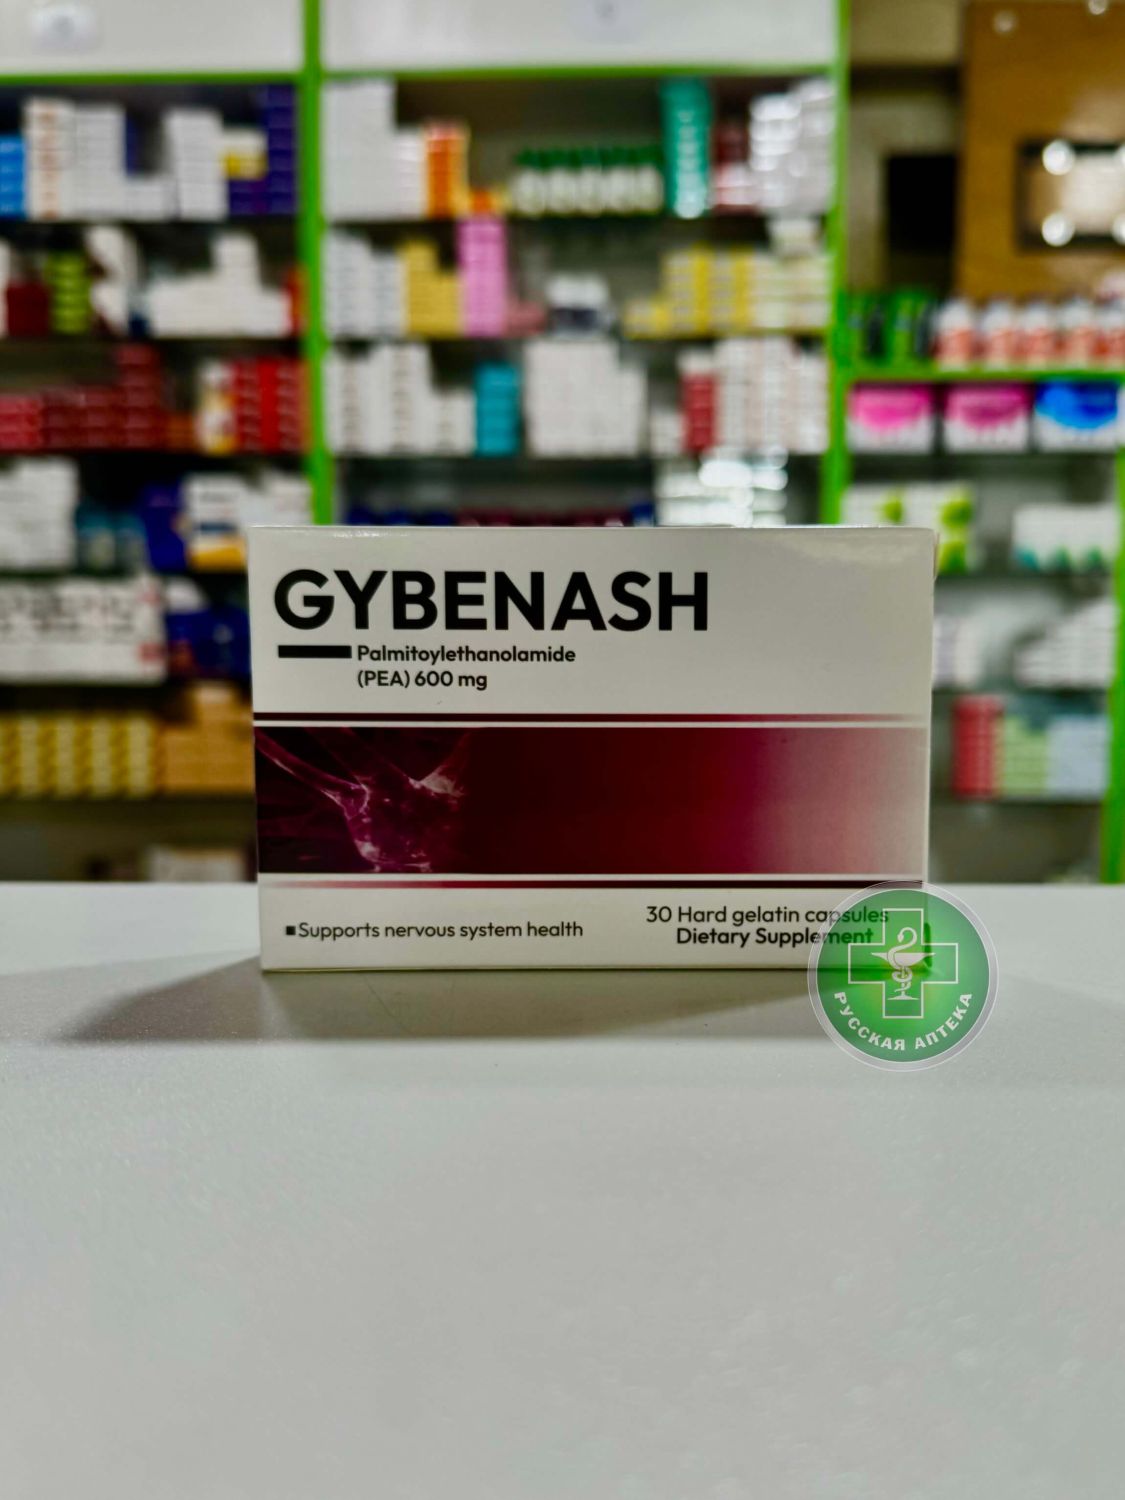 GYBENASH
Palmitoylethanolamide
(PEA) 600 mg
■Supports nervous system health
30 Hard gelatin capsules
Dietary Supplement
РУССКАЯ АПТЕКА